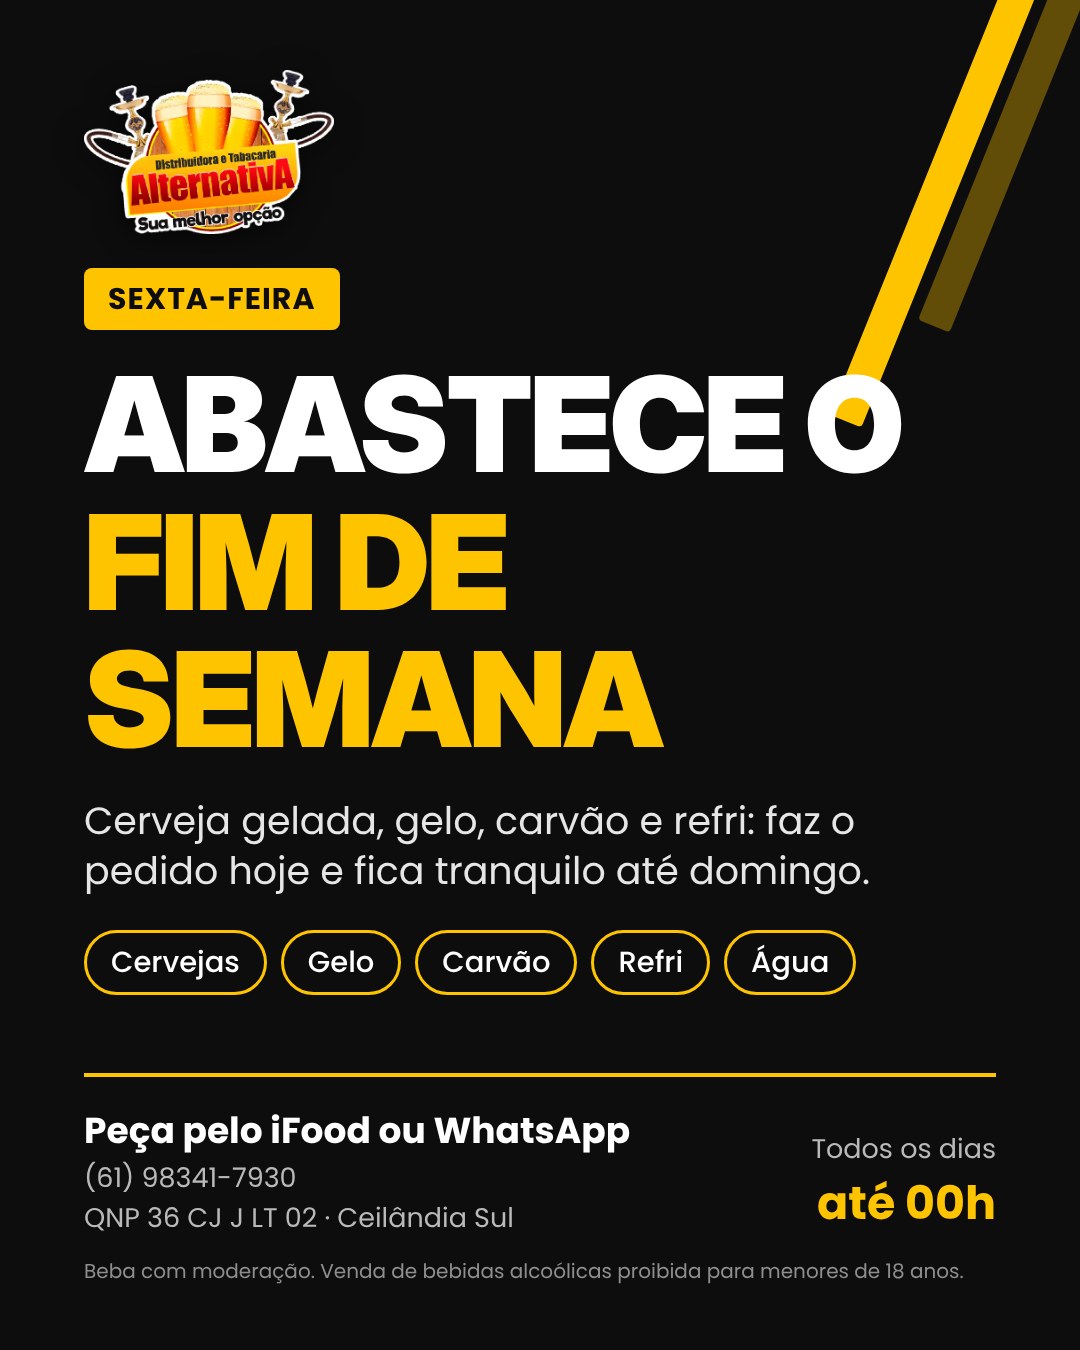 Distribuidora e Tabacaria
AlternativA
Sua melhor opção
SEXTA-FEIRA
ABASTECE O
FIM DE
SEMANA
Cerveja gelada, gelo, carvão e refri: faz o
pedido hoje e fica tranquilo até domingo.
Cervejas Gelo Carvão Refri Água
Peça pelo iFood ou WhatsApp
(61) 98341-7930
QNP 36 CJ J LT 02 · Ceilândia Sul
Todos os dias
até 00h
Beba com moderação. Venda de bebidas alcoólicas proibida para menores de 18 anos.